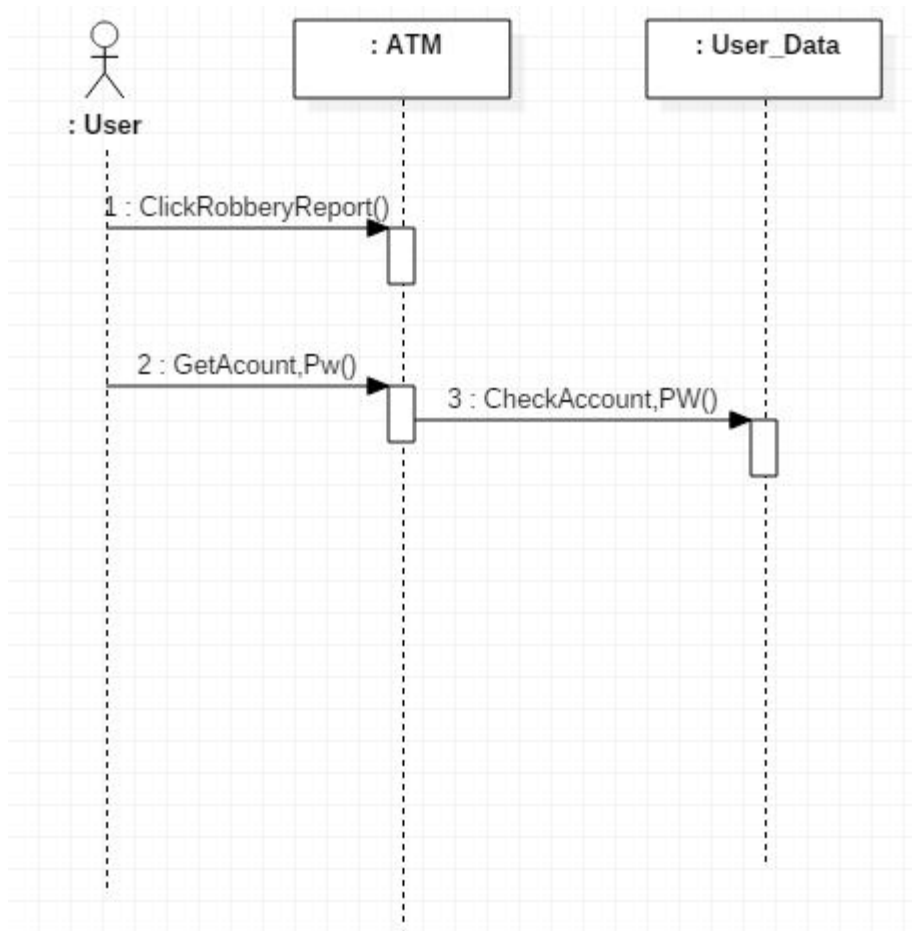 : ATM
: User_Data
: User
1 : ClickRobberyReport()
2 : GetAcount,Pw()
3 : CheckAccount,PW()